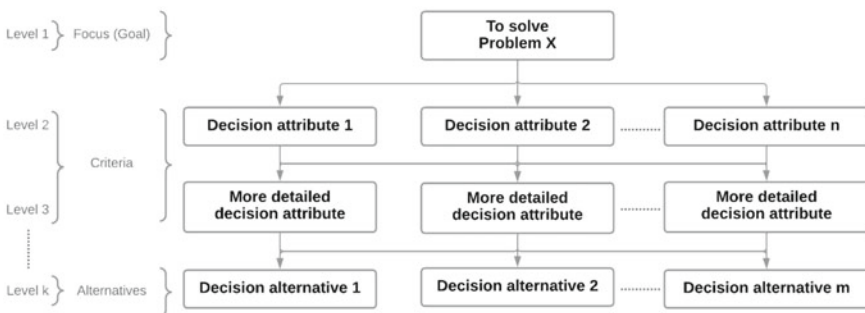 Level 1
Focus (Goal)
To solve
Problem X
Level 2
Decision attribute 1
Decision attribute 2
Decision attribute n
Criteria
Level 3
More detailed
decision attribute
More detailed
decision attribute
More detailed
decision attribute
Level k
Alternatives
Decision alternative 1
Decision alternative 2
Decision alternative m